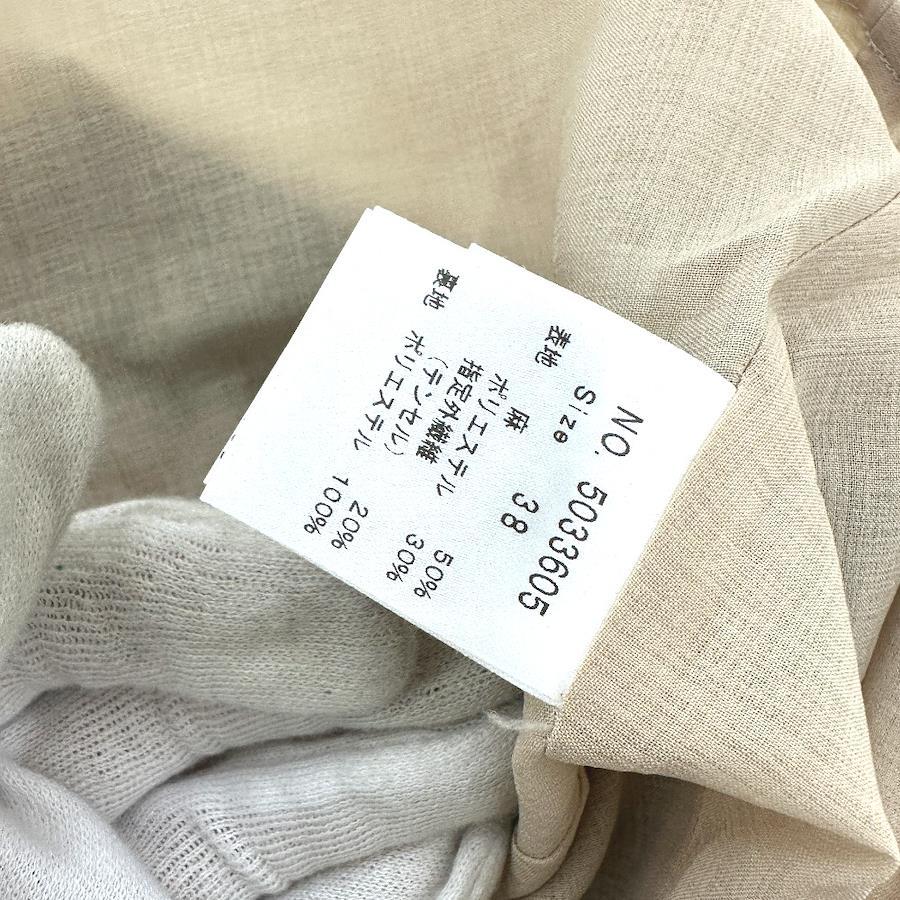 NO. 5033605
Size 38
表地 麻 50%
ポリエステル 30%
指定外繊維
(テンセル) 20%
裏地 ポリエステル 100%